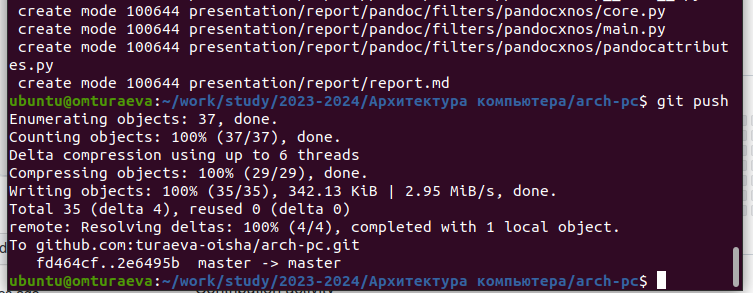 create mode 100644 presentation/report/pandoc/filters/pandocxnos/core.py
create mode 100644 presentation/report/pandoc/filters/pandocxnos/main.py
create mode 100644 presentation/report/pandoc/filters/pandocxnos/pandocattribut
es.py
create mode 100644 presentation/report/report.md
ubuntu@omturaeva:~/work/study/2023-2024/Архитектура компьютера/arch-pc$ git push
Enumerating objects: 37, done.
Counting objects: 100% (37/37), done.
Delta compression using up to 6 threads
Compressing objects: 100% (29/29), done.
Writing objects: 100% (35/35), 342.13 KiB | 2.95 MiB/s, done.
Total 35 (delta 4), reused 0 (delta 0)
remote: Resolving deltas: 100% (4/4), completed with 1 local object.
To github.com:turaeva-oisha/arch-pc.git
fd464cf..2e6495b  master -> master
ubuntu@omturaeva:~/work/study/2023-2024/Архитектура компьютера/arch-pc$